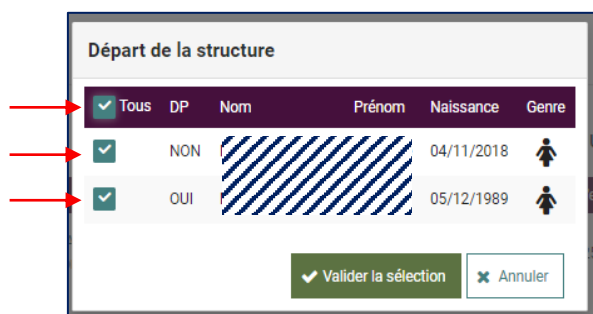 Départ de la structure
Tous DP Nom Prénom Naissance Genre
NON 04/11/2018
OUI 05/12/1989
Valider la sélection Annuler